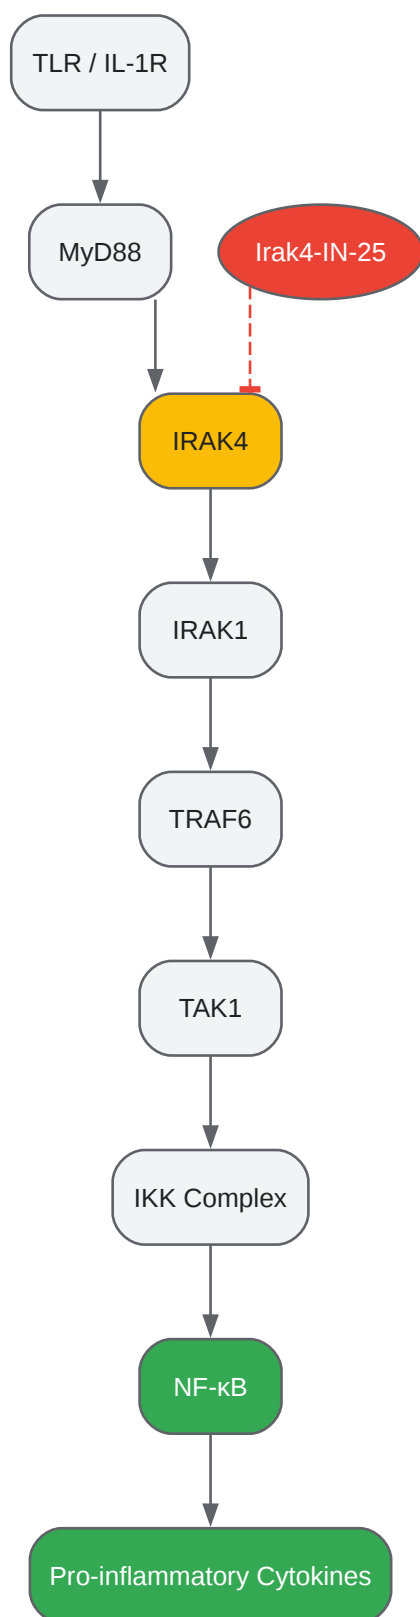 TLR / IL-1R
MyD88
Irak4-IN-25
IRAK4
IRAK1
TRAF6
TAK1
IKK Complex
NF-κB
Pro-inflammatory Cytokines